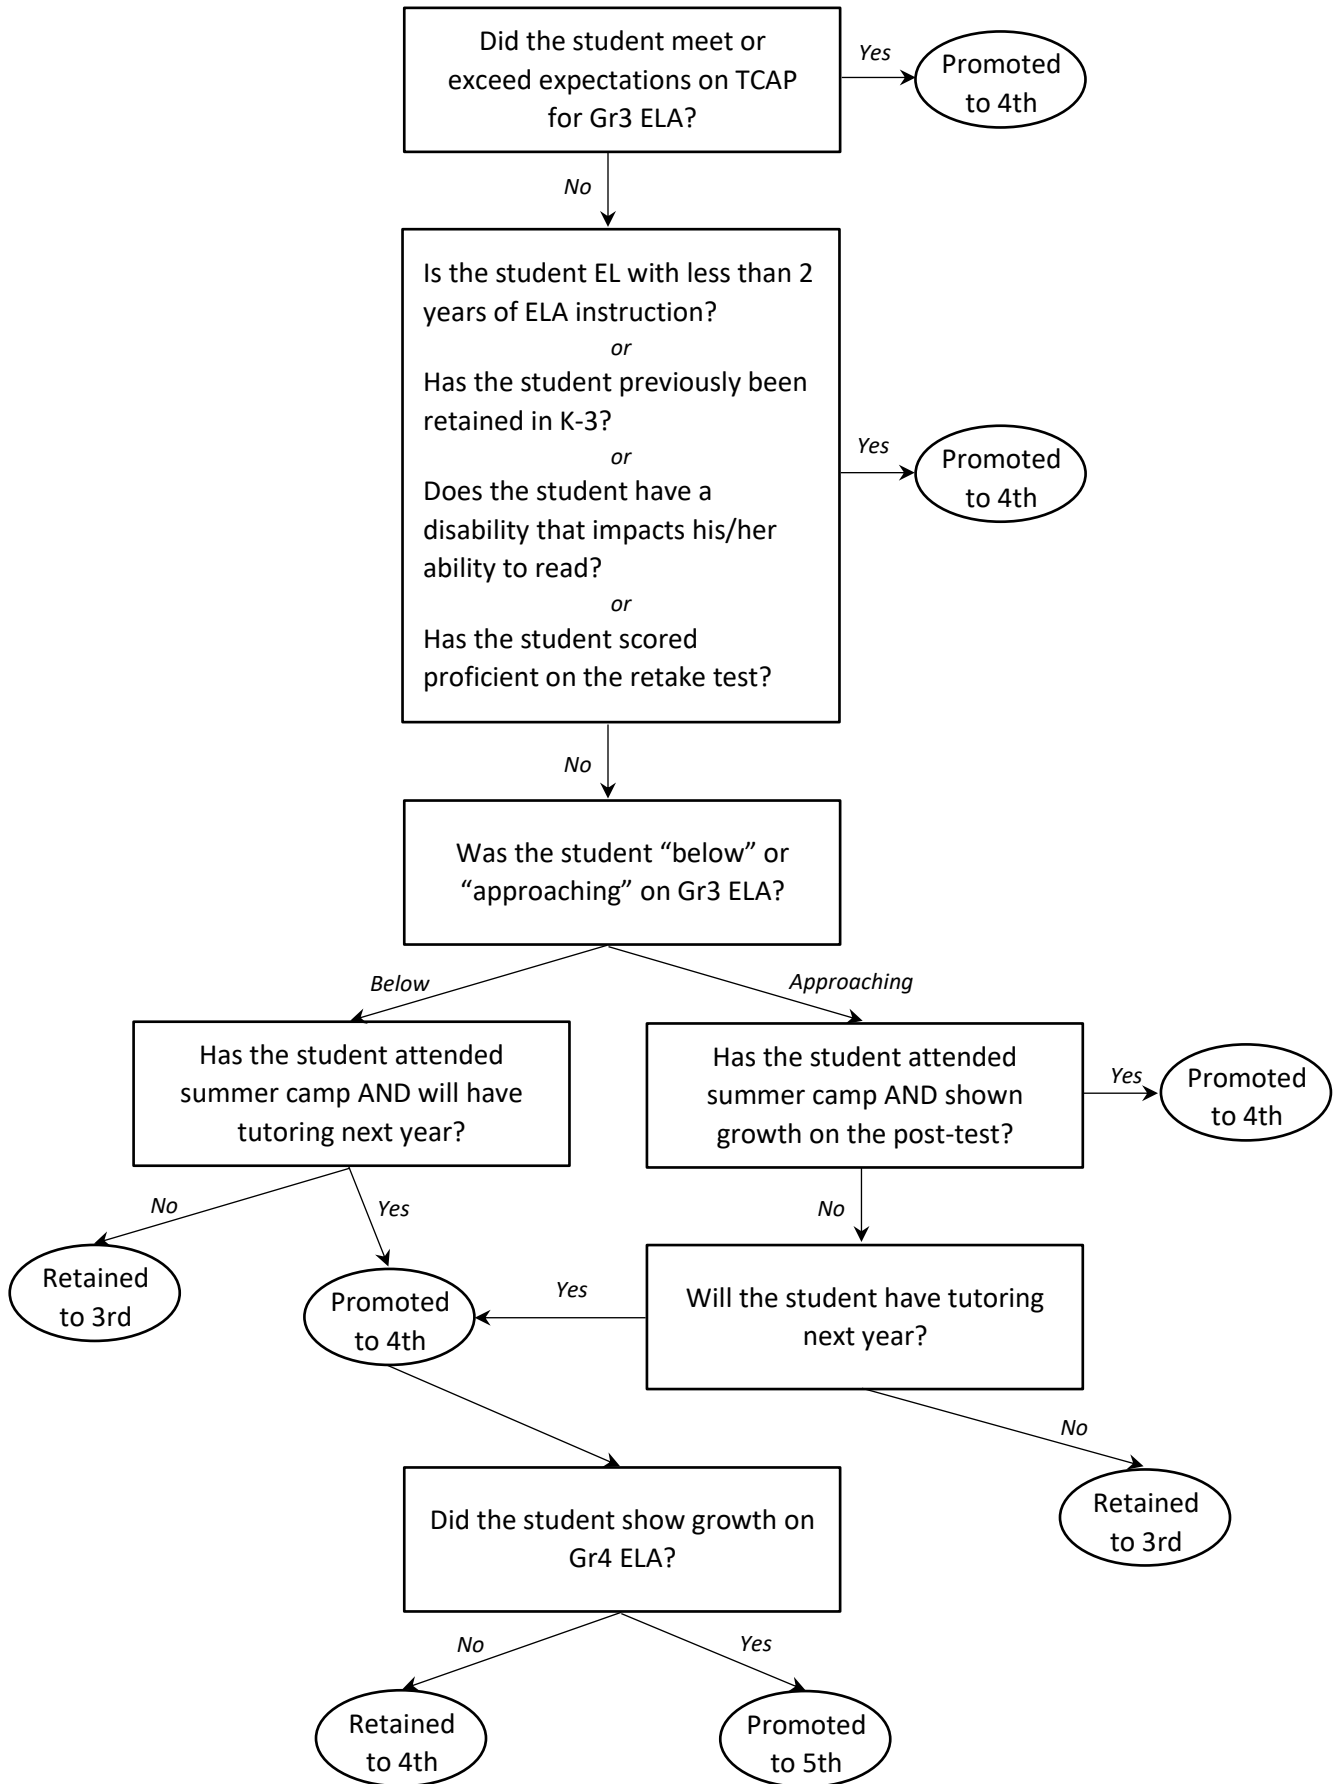 Did the student meet or
exceed expectations on TCAP
for Gr3 ELA?
Yes
Promoted
to 4th
No
Is the student EL with less than 2
years of ELA instruction?
or
Has the student previously been
retained in K-3?
or
Does the student have a
disability that impacts his/her
ability to read?
or
Has the student scored
proficient on the retake test?
Yes
Promoted
to 4th
No
Was the student “below” or
“approaching” on Gr3 ELA?
Below
Approaching
Has the student attended
summer camp AND will have
tutoring next year?
Has the student attended
summer camp AND shown
growth on the post-test?
Yes
Promoted
to 4th
No
Yes
No
Retained
to 3rd
Promoted
to 4th
Yes
Will the student have tutoring
next year?
No
Retained
to 3rd
Did the student show growth on
Gr4 ELA?
No
Yes
Retained
to 4th
Promoted
to 5th